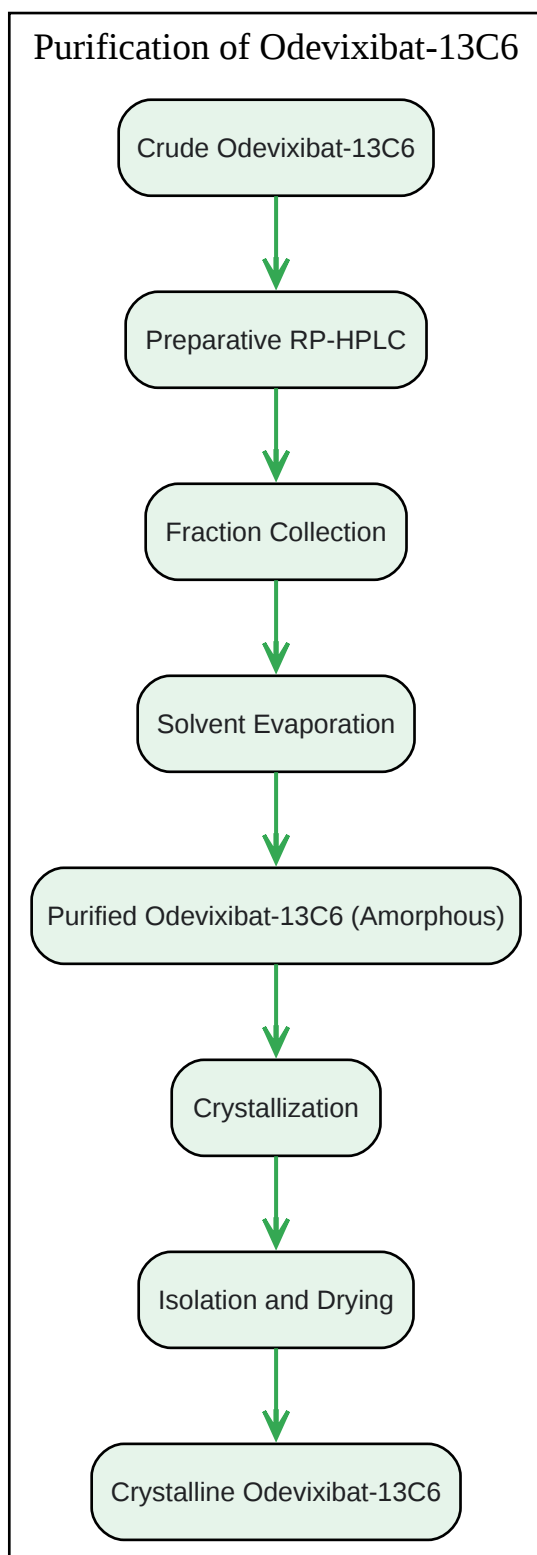 Purification of Odevixibat-13C6
Crude Odevixibat-13C6
Preparative RP-HPLC
Fraction Collection
Solvent Evaporation
Purified Odevixibat-13C6 (Amorphous)
Crystallization
Isolation and Drying
Crystalline Odevixibat-13C6